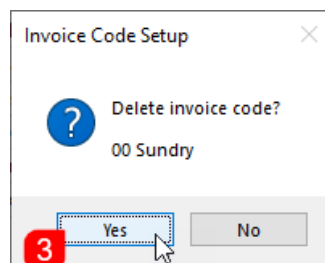 Invoice Code Setup
?
Delete invoice code?
00 Sundry
3
Yes
No